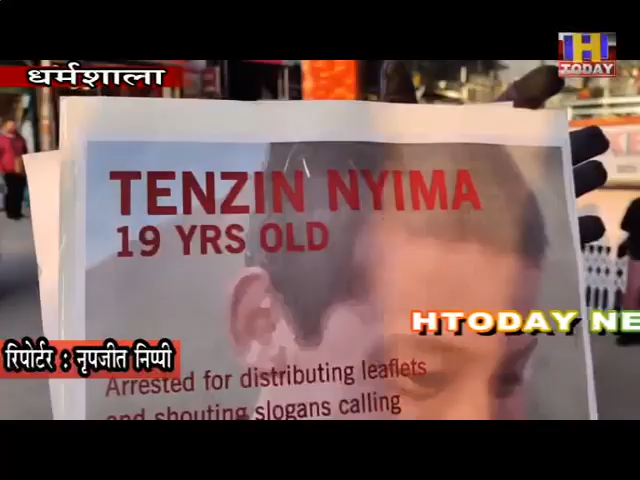 H
TODAY
धर्मशाला
TENZIN NYIMA
19 YRS OLD
HTODAY NE
रिपोर्टर : नृपजीत निप्पी
Arrested for distributing leaflets
and shouting slogans calling